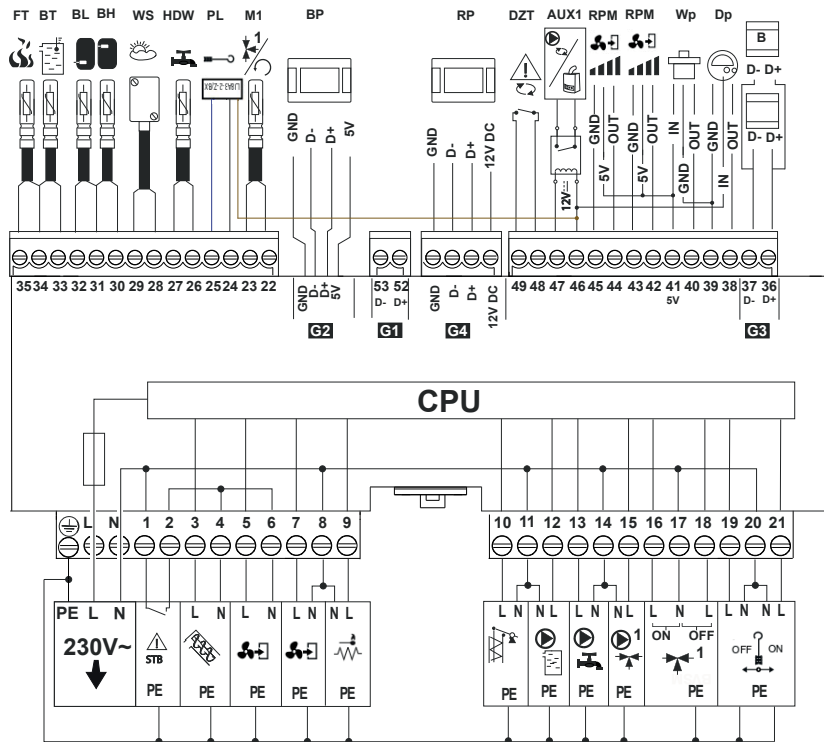 FT BT BL BH WS HDW PL M1 BP RP DZT AUX1 RPM RPM Wp Dp
1
B
D- D+
GND D- D+ 5V
GND D- D+ 12V DC
12V
GND 5V OUT GND 5V OUT IN GND OUT GND IN OUT
D- D+
35 34 33 32 31 30 29 28 27 26 25 24 23 22
GND D- D+ 5V
53 52
D- D+
GND D- D+ 12V DC
49 48 47 46 45 44 43 42 41 40 39 38 37 36
5V D- D+
G2 G1 G4 G3
CPU
L N 1 2 3 4 5 6 7 8 9
10 11 12 13 14 15 16 17 18 19 20 21
PE L N
230V~
STB
PE
L N
PE
L N
PE
L N
PE
N L
PE
L N
PE
N L
PE
L N
PE
N L
1
PE
L N L
ON OFF
1
PE
L N N L
OFF ON
PE